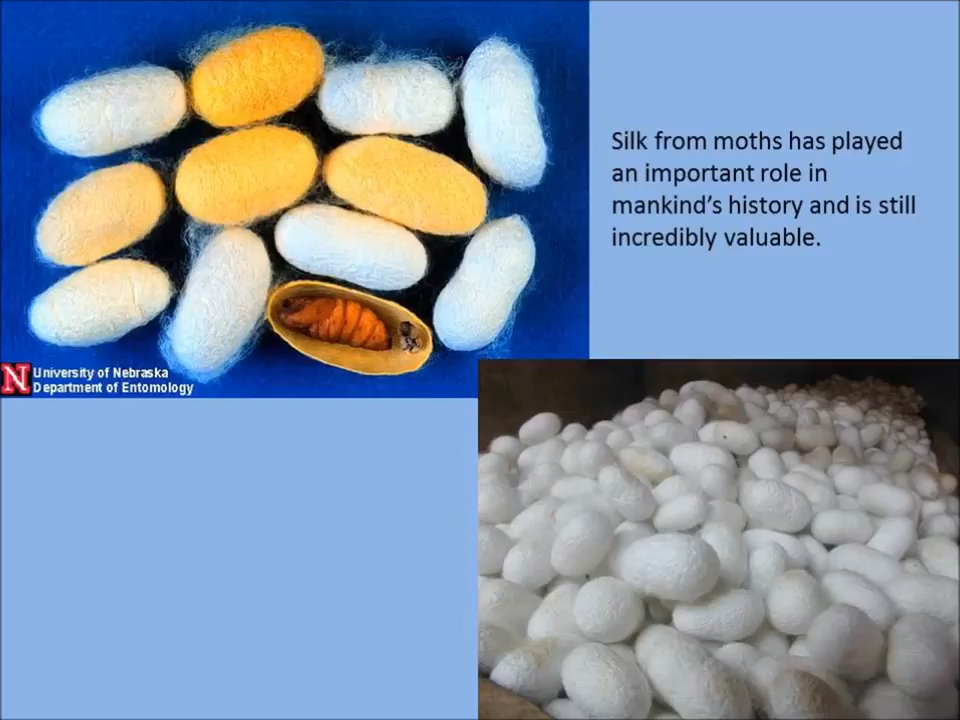 Silk from moths has played
an important role in
mankind's history and is still
incredibly valuable.
N University of Nebraska
Department of Entomology